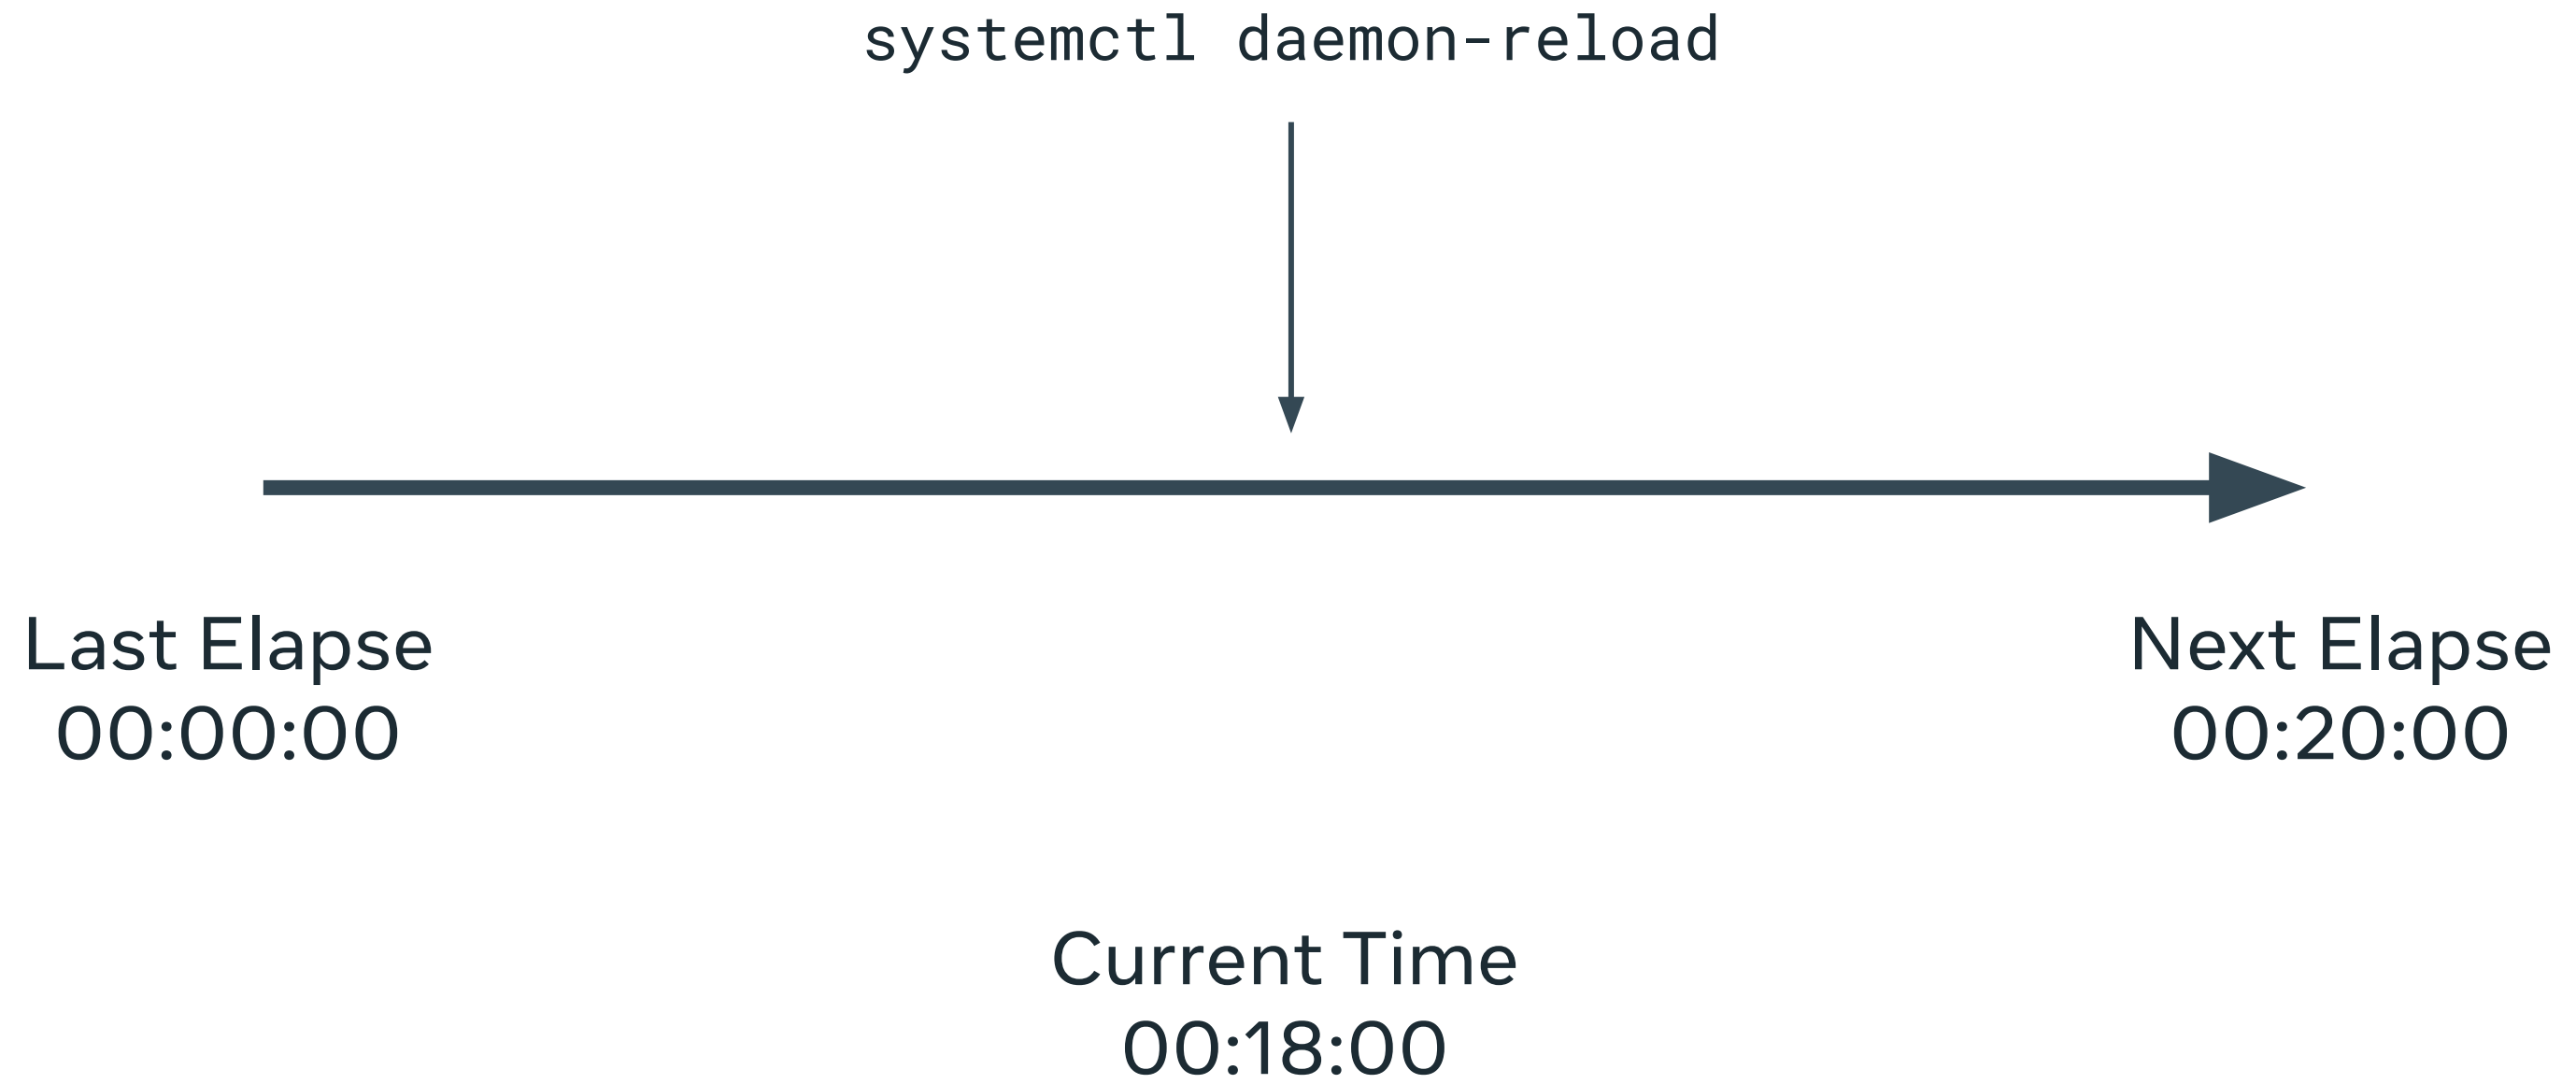 systemctl daemon-reload
Last Elapse
00:00:00
Next Elapse
00:20:00
Current Time
00:18:00